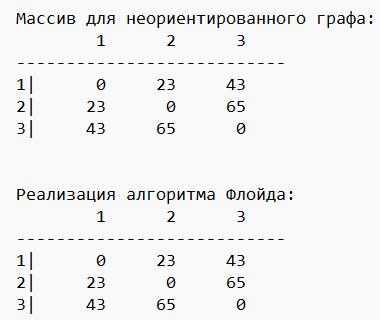 Массив для неориентированного графа:
1 2 3
---------------------------
1| 0 23 43
2| 23 0 65
3| 43 65 0
Реализация алгоритма Флойда:
1 2 3
---------------------------
1| 0 23 43
2| 23 0 65
3| 43 65 0